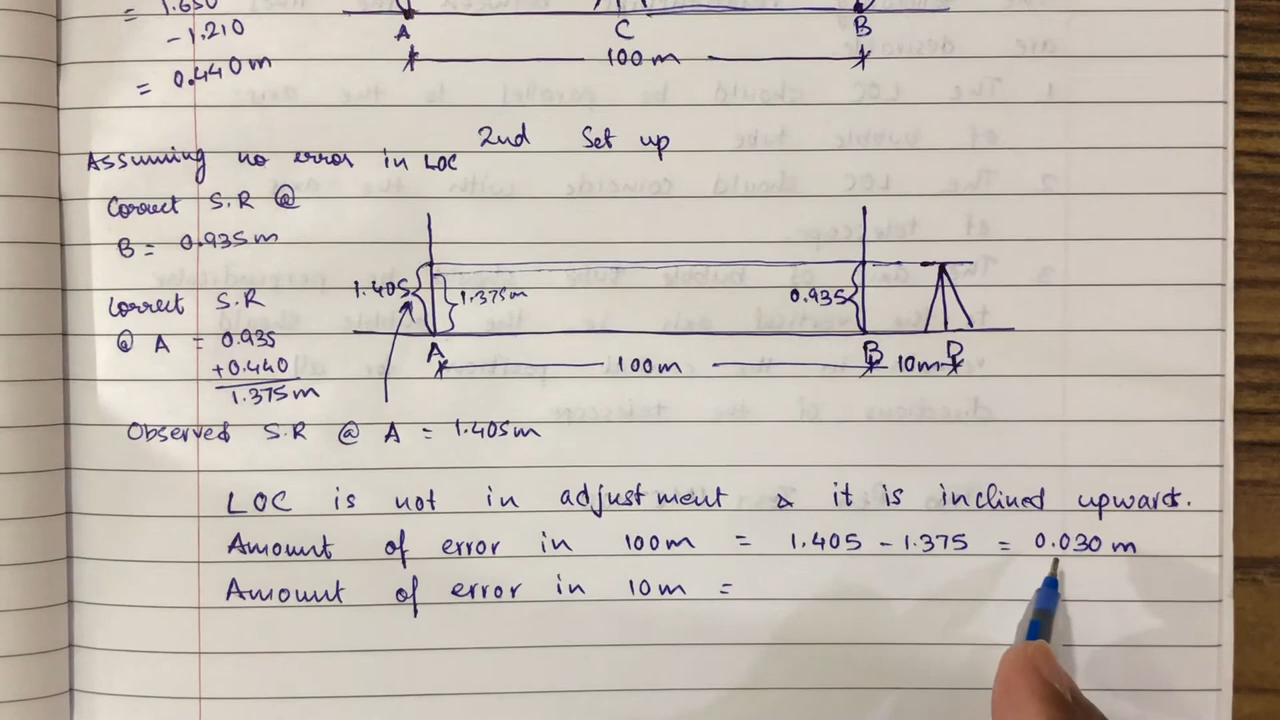 = 1.650
- 1.210
= 0.440 m
A C B
100 m
2nd Set up
Assuming no error in LOC
Correct S.R @
B = 0.935 m
Correct S.R
@ A = 0.935
+0.440
1.375 m
1.405
1.375m
0.935
A B D
100m 10m
Observed S.R @ A = 1.405m
LOC is not in adjustment & it is inclined upwards.
Amount of error in 100m = 1.405 - 1.375 = 0.030 m
Amount of error in 10m =